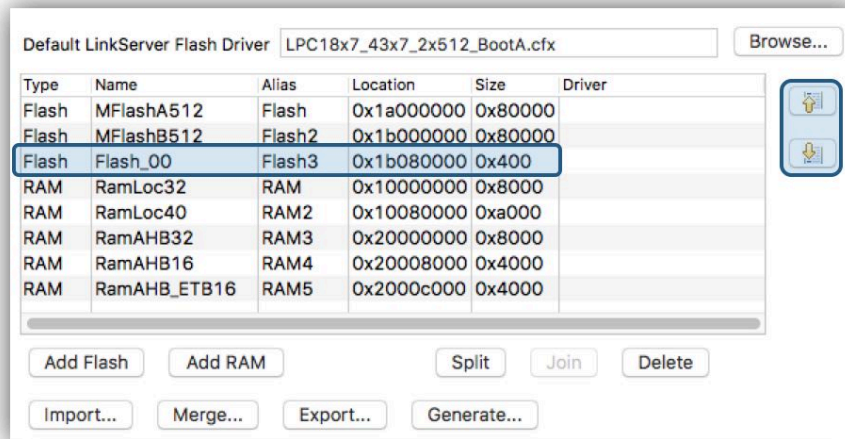 Default LinkServer Flash Driver LPC18x7_43x7_2x512_BootA.cfx Browse...
Type Name Alias Location Size Driver
Flash MFlashA512 Flash 0x1a000000 0x80000
Flash MFlashB512 Flash2 0x1b000000 0x80000
Flash Flash_00 Flash3 0x1b080000 0x400
RAM RamLoc32 RAM 0x10000000 0x8000
RAM RamLoc40 RAM2 0x10080000 0xa000
RAM RamAHB32 RAM3 0x20000000 0x8000
RAM RamAHB16 RAM4 0x20008000 0x4000
RAM RamAHB_ETB16 RAM5 0x2000c000 0x4000
Add Flash Add RAM Split Join Delete
Import... Merge... Export... Generate...